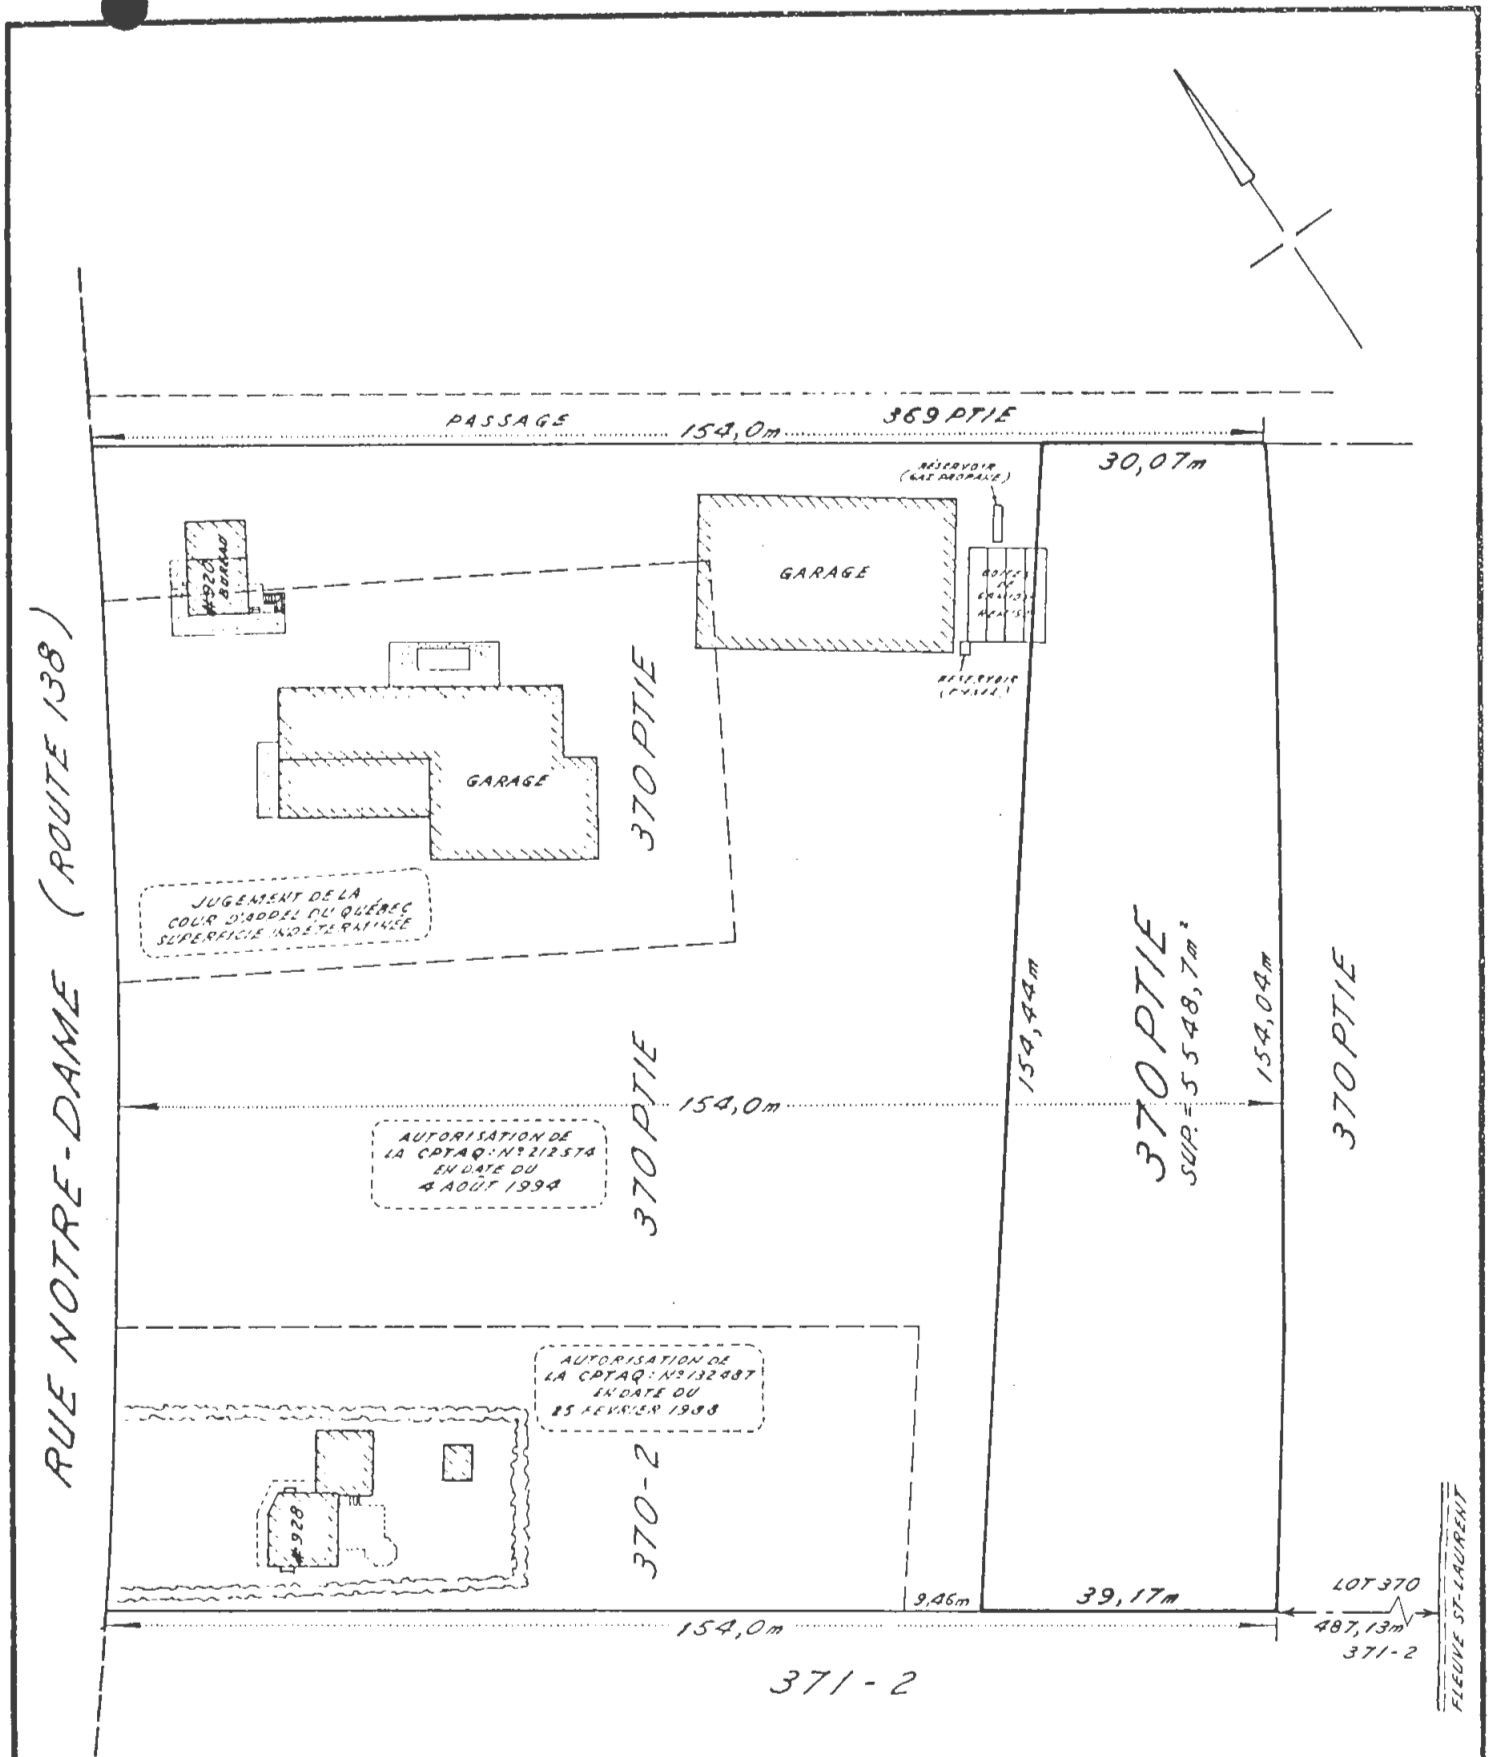 PASSAGE
154,0m
369 PTIE
30,07m
RÉSERVOIR
(GAZ PROPANE)
GARAGE
#920
BUREAU
RÉSERVOIR
370 PTIE
GARAGE
JUGEMENT DE LA
COUR D'APPEL DU QUÉBEC
SUPERFICIE INDÉTERMINÉE
RUE NOTRE-DAME (ROUTE 138)
154,44m
370 PTIE
SUP.= 5 548,7m²
154,04m
370 PTIE
370 PTIE
154,0m
AUTORISATION DE
LA CPTAQ: Nº 212574
EN DATE DU
4 AOÛT 1994
AUTORISATION DE
LA CPTAQ: Nº 132487
EN DATE DU
FÉVRIER 1988
370-2
#928
9,46m
39,17m
154,0m
LOT 370
487,13m
371-2
FLEUVE ST-LAURENT
371-2